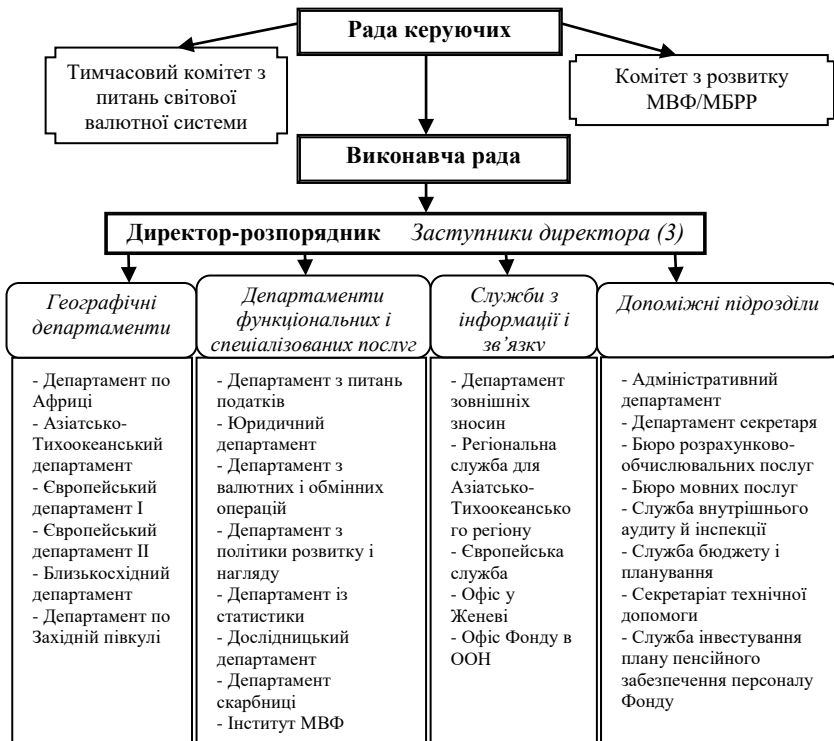 Рада керуючих
Тимчасовий комітет з
питань світової
валютної системи
Комітет з розвитку
МВФ/МБРР
Виконавча рада
Директор-розпорядник Заступники директора (3)
Географічні
департаменти
Департаменти
функціональних і
спеціалізованих послуг
Служби з
інформації і
зв’язку
Допоміжні підрозділи
- Департамент по
Африці
- Азіатсько-
Тихоокеанський
департамент
- Європейський
департамент I
- Європейський
департамент II
- Близькосхідний
департамент
- Департамент по
Західній півкулі
- Департамент з питань
податків
- Юридичний
департамент
- Департамент з
валютних і обмінних
операцій
- Департамент з
політики розвитку і
нагляду
- Департамент із
статистики
- Дослідницький
департамент
- Департамент
скарбниці
- Інститут МВФ
- Департамент
зовнішніх
зносин
- Регіональна
служба для
Азіатсько-
Тихоокеансько
го регіону
- Європейська
служба
- Офіс у
Женеві
- Офіс Фонду в
ООН
- Адміністративний
департамент
- Департамент секретаря
- Бюро розрахунково-
обчислювальних послуг
- Бюро мовних послуг
- Служба внутрішнього
аудиту й інспекції
- Служба бюджету і
планування
- Секретаріат технічної
допомоги
- Служба інвестування
плану пенсійного
забезпечення персоналу
Фонду